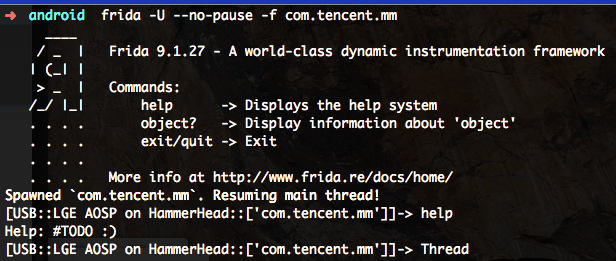 ➜ android frida -U --no-pause -f com.tencent.mm
     ____
    / _  |   Frida 9.1.27 - A world-class dynamic instrumentation framework
   | (_| |
    > _  |   Commands:
   /_/ |_|       help      -> Displays the help system
   . . . .       object?   -> Display information about 'object'
   . . . .       exit/quit -> Exit
   . . . .
   . . . .   More info at http://www.frida.re/docs/home/
Spawned `com.tencent.mm`. Resuming main thread!
[USB::LGE AOSP on HammerHead::['com.tencent.mm']]-> help
Help: #TODO :)
[USB::LGE AOSP on HammerHead::['com.tencent.mm']]-> Thread